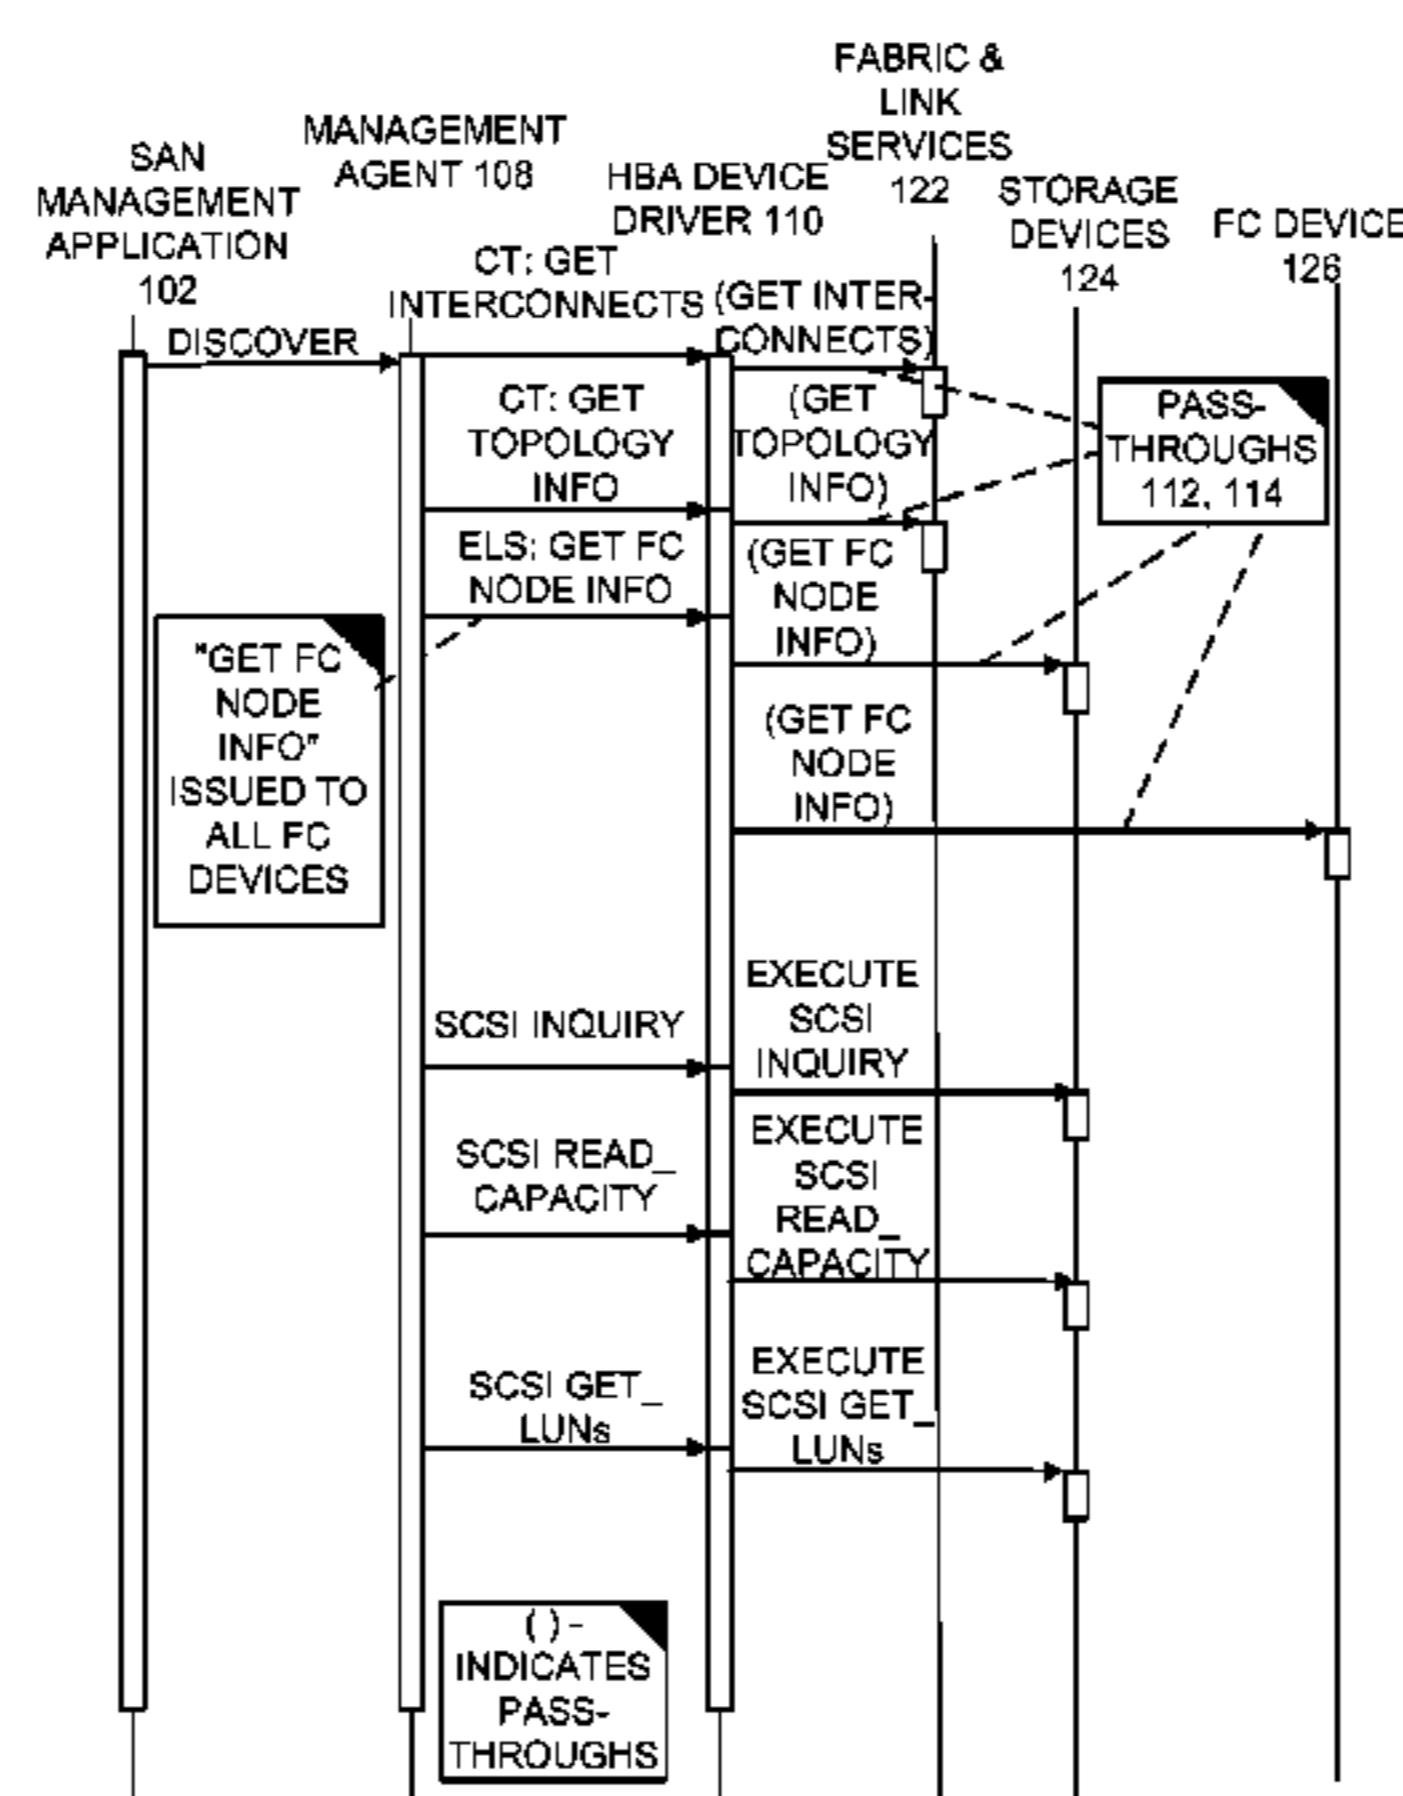 SAN
MANAGEMENT
APPLICATION
102
MANAGEMENT
AGENT 108
HBA DEVICE
DRIVER 110
FABRIC &
LINK
SERVICES
122
STORAGE
DEVICES
124
FC DEVICE
126
DISCOVER
CT: GET
INTERCONNECTS
(GET INTER-
CONNECTS)
CT: GET
TOPOLOGY
INFO
(GET
TOPOLOGY
INFO)
PASS-
THROUGHS
112, 114
ELS: GET FC
NODE INFO
(GET FC
NODE
INFO)
"GET FC
NODE
INFO"
ISSUED TO
ALL FC
DEVICES
(GET FC
NODE
INFO)
SCSI INQUIRY
EXECUTE
SCSI
INQUIRY
SCSI READ_
CAPACITY
EXECUTE
SCSI
READ_
CAPACITY
SCSI GET_
LUNs
EXECUTE
SCSI GET_
LUNs
( ) -
INDICATES
PASS-
THROUGHS